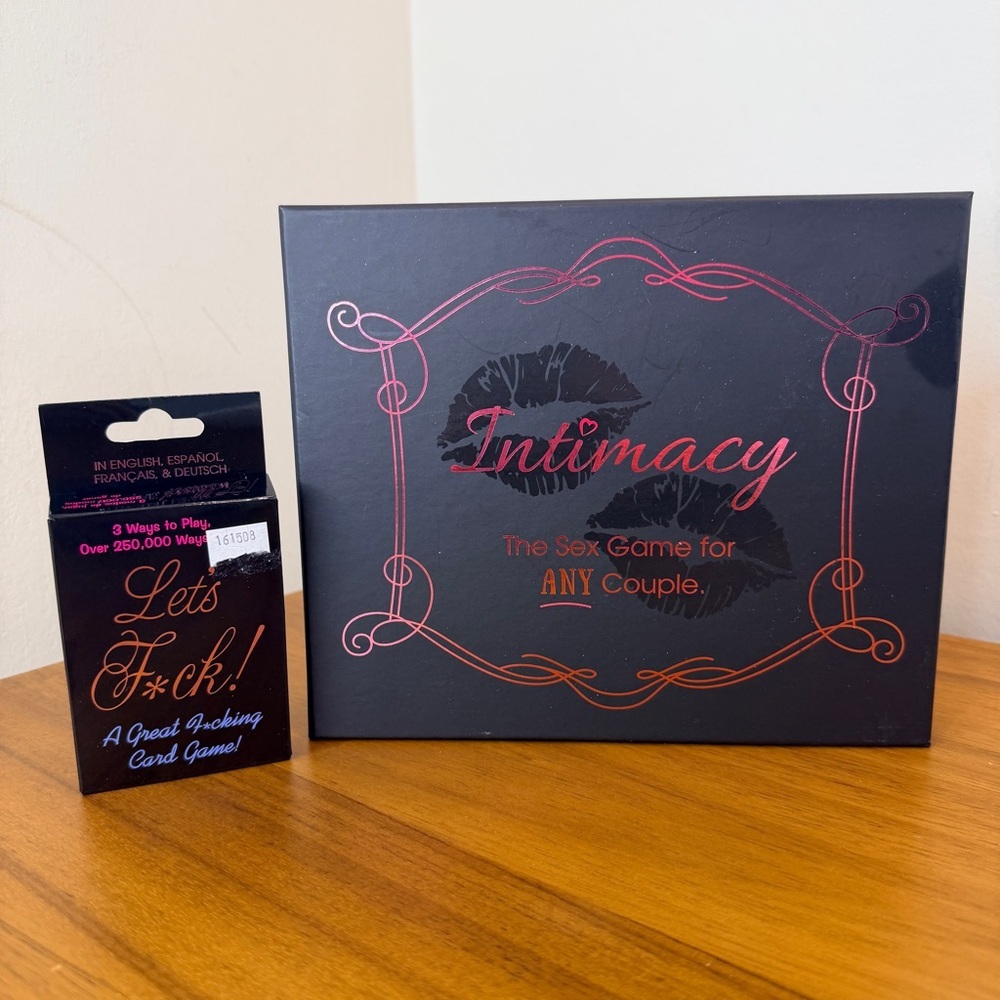 IN ENGLISH, ESPAÑOL,
FRANÇAIS, & DEUTSCH
3 Ways to Play,
Over 250,000 Ways
161508
Let's
F*ck!
A Great F*cking
Card Game!
Intimacy
The Sex Game for
ANY Couple.